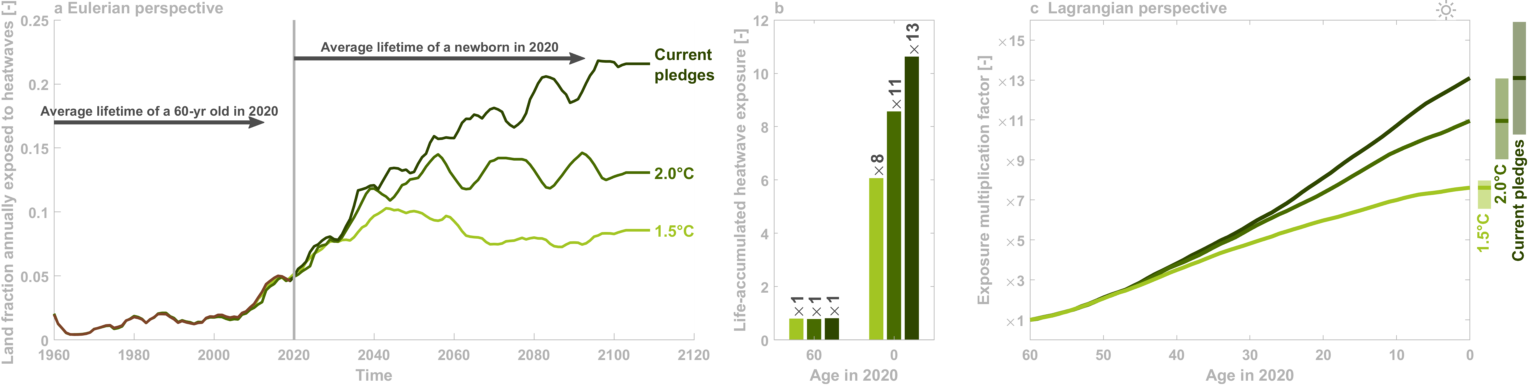 a Eulerian perspective
Land fraction annually exposed to heatwaves [-]
0.25
0.2
0.15
0.1
0.05
0
Average lifetime of a newborn in 2020
Average lifetime of a 60-yr old in 2020
Current
pledges
2.0°C
1.5°C
1960
1980
2000
2020
2040
2060
2080
2100
2120
Time
b
Life-accumulated heatwave exposure [-]
12
10
8
6
4
2
0
×1
×1
×1
×8
×11
×13
60
0
Age in 2020
c Lagrangian perspective
Exposure multiplication factor [-]
×15
×13
×11
×9
×7
×5
×3
×1
60
50
40
30
20
10
0
Age in 2020
1.5°C
2.0°C
Current pledges